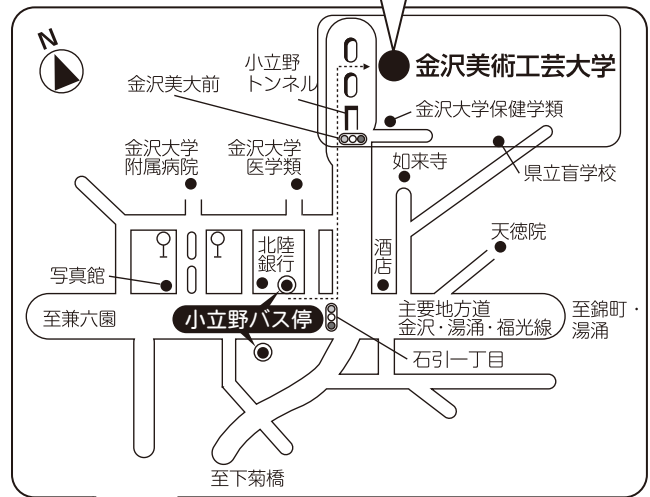 N
小立野
トンネル
金沢美術工芸大学
金沢美大前
金沢大学保健学類
金沢大学
附属病院
金沢大学
医学類
如来寺
県立盲学校
天徳院
北陸
銀行
酒店
写真館
至兼六園
小立野バス停
主要地方道
金沢・湯涌・福光線
至錦町・
湯涌
石引一丁目
至下菊橋